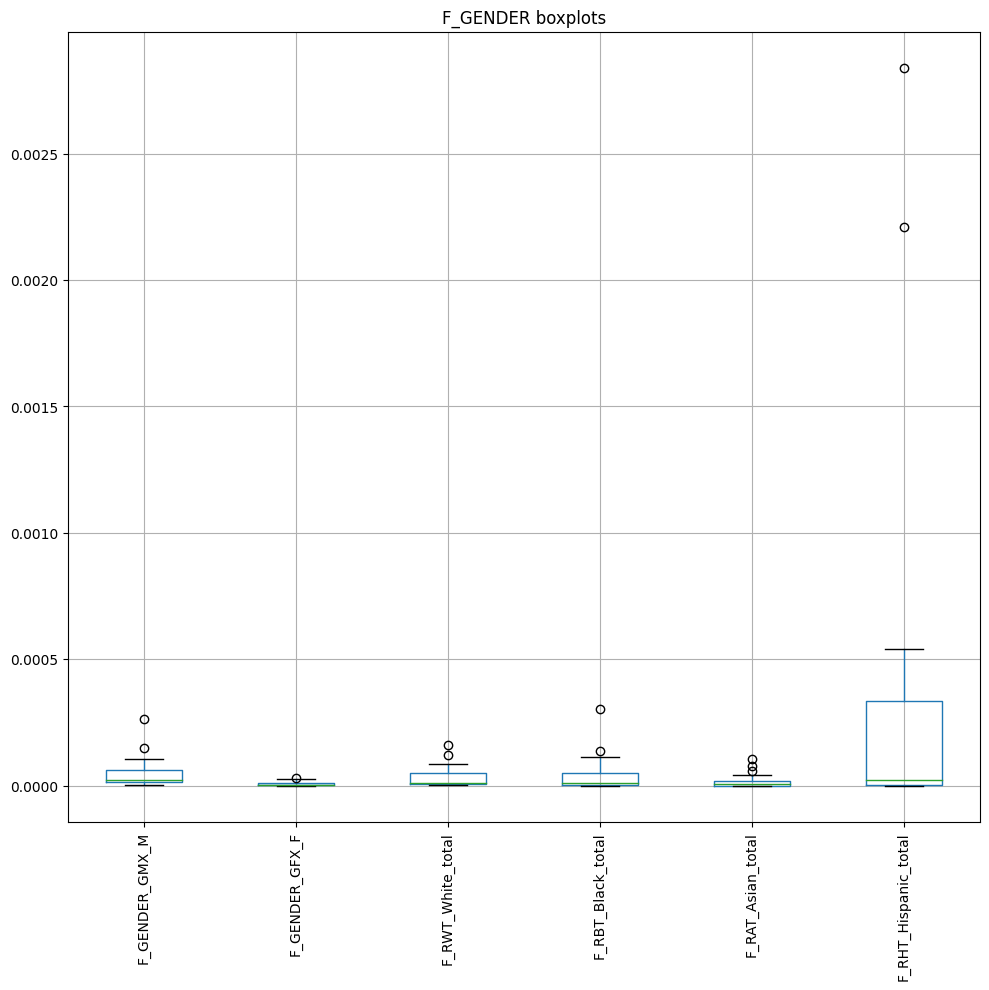 F_GENDER boxplots
0.0025
0.0020
0.0015
0.0010
0.0005
0.0000
F_GENDER_GMX_M
F_GENDER_GFX_F
F_RWT_White_total
F_RBT_Black_total
F_RAT_Asian_total
F_RHT_Hispanic_total